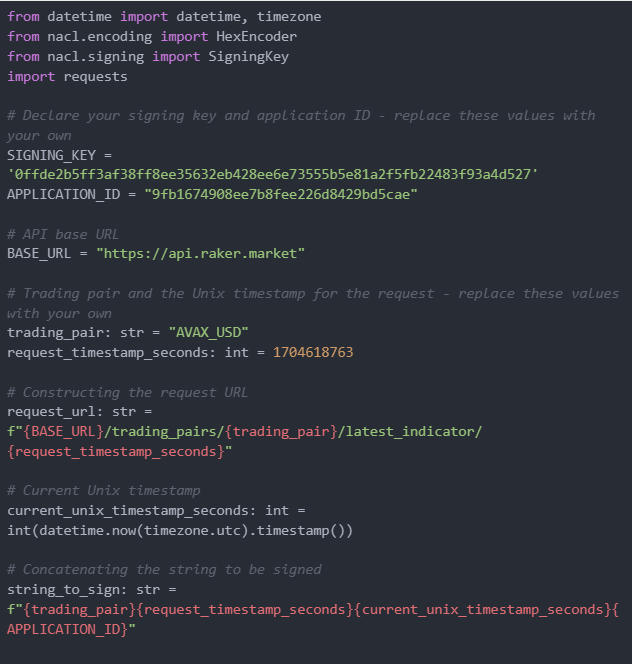 from datetime import datetime, timezone
from nacl.encoding import HexEncoder
from nacl.signing import SigningKey
import requests
# Declare your signing key and application ID - replace these values with
your own
SIGNING_KEY =
'0ffde2b5ff3af38ff8ee35632eb428ee6e73555b5e81a2f5fb22483f93a4d527'
APPLICATION_ID = "9fb1674908ee7b8fee226d8429bd5cae"
# API base URL
BASE_URL = "https://api.raker.market"
# Trading pair and the Unix timestamp for the request - replace these values
with your own
trading_pair: str = "AVAX_USD"
request_timestamp_seconds: int = 1704618763
# Constructing the request URL
request_url: str =
f"{BASE_URL}/trading_pairs/{trading_pair}/latest_indicator/
{request_timestamp_seconds}"
# Current Unix timestamp
current_unix_timestamp_seconds: int =
int(datetime.now(timezone.utc).timestamp())
# Concatenating the string to be signed
string_to_sign: str =
f"{trading_pair}{request_timestamp_seconds}{current_unix_timestamp_seconds}{
APPLICATION_ID}"